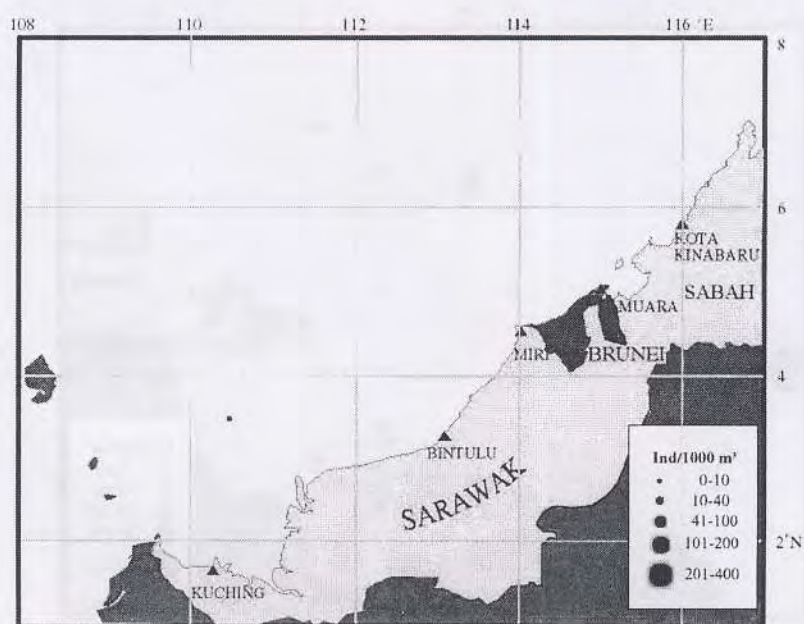 108 110 112 114 116 °E
8
6
KOTA
KINABARU
SABAH
MUARA
MIRI
BRUNEI
4
BINTULU
SARAWAK
Ind/1000 m³
0-10
10-40
41-100
101-200
201-400
2°N
KUCHING